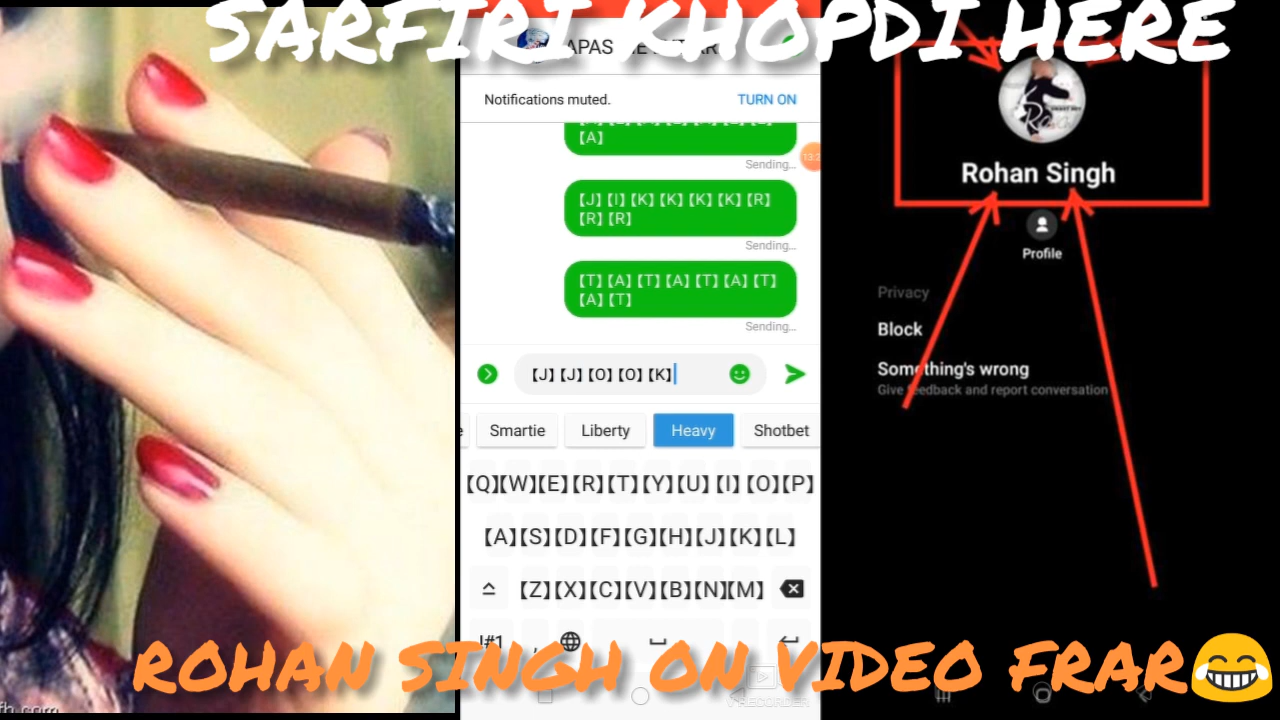 SARFIRI KHOPDI HERE
Notifications muted.
TURN ON
【A】
Sending...
【J】【I】【K】【K】【K】【K】【R】
【R】【R】
Sending...
【T】【A】【T】【A】【T】【A】【T】
【A】【T】
Sending...
【J】【J】【O】【O】【K】
Smartie
Liberty
Heavy
Shotbet
【Q】【W】【E】【R】【T】【Y】【U】【I】【O】【P】
【A】【S】【D】【F】【G】【H】【J】【K】【L】
【Z】【X】【C】【V】【B】【N】【M】
!#1 ,
Rohan Singh
Profile
Privacy
Block
Something's wrong
Give feedback and report conversation
ROHAN SINGH ON VIDEO FRAR😂